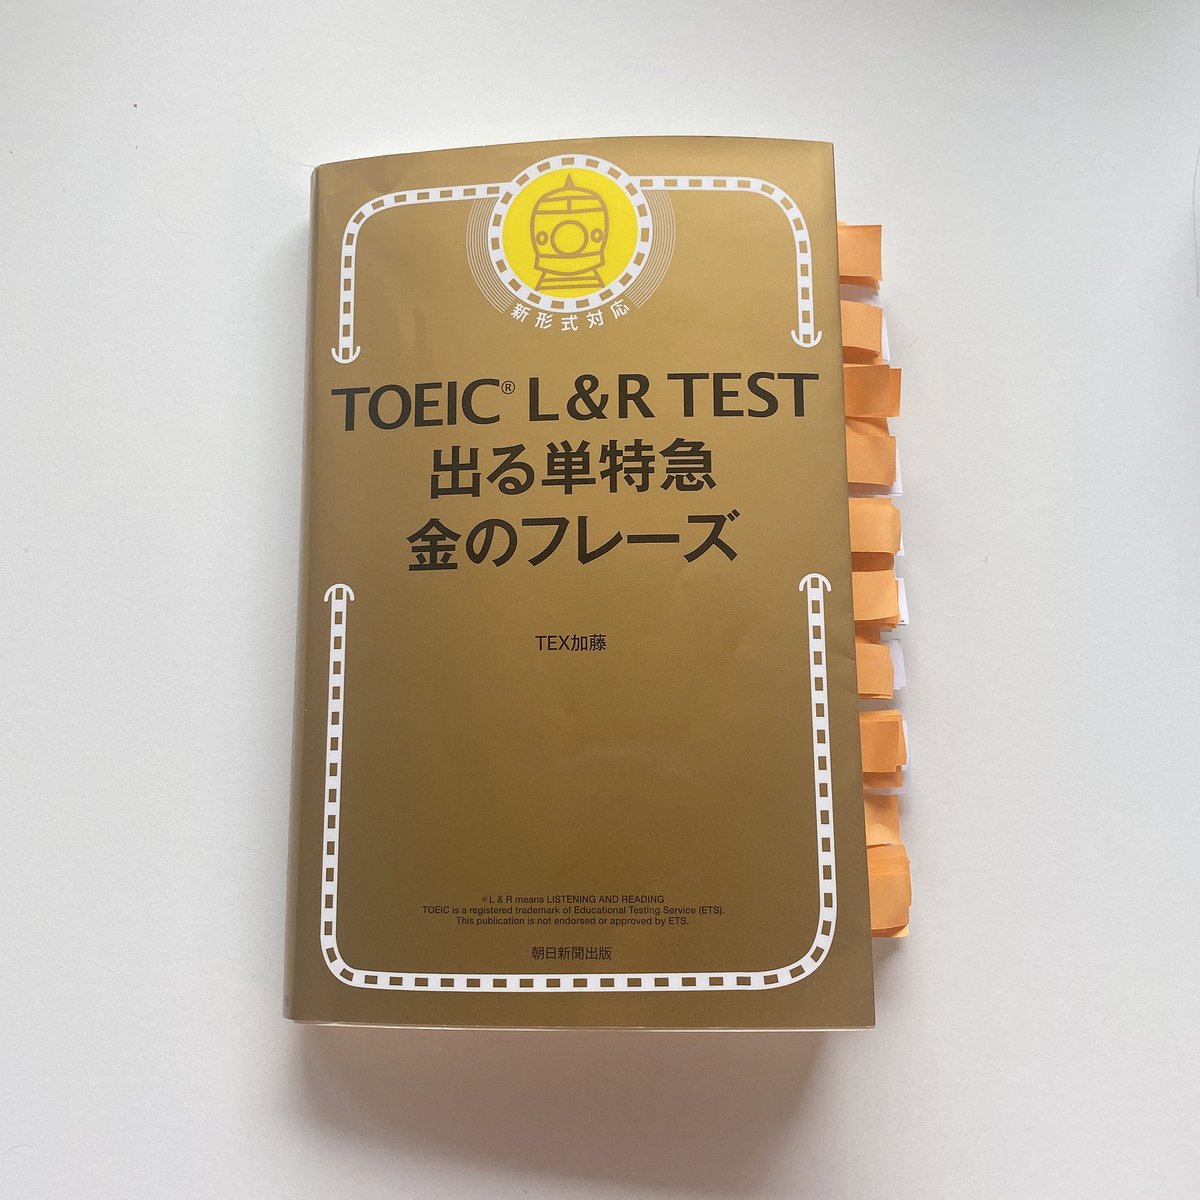 新形式対応
TOEIC® L&R TEST
出る単特急
金のフレーズ
TEX加藤
*L & R means LISTENING AND READING
TOEIC is a registered trademark of Educational Testing Service (ETS).
This publication is not endorsed or approved by ETS.
朝日新聞出版